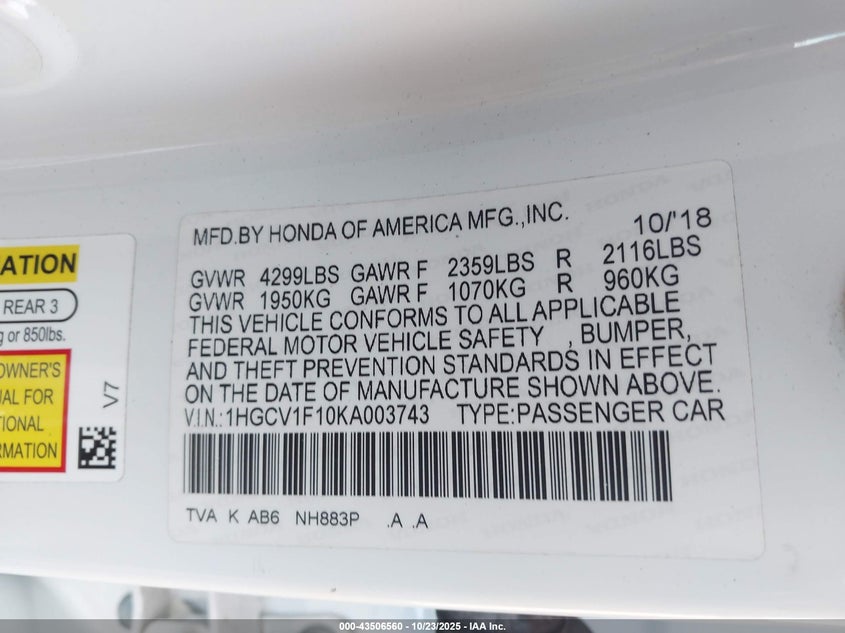 ATION
REAR 3
g or 850lbs.
OWNER'S
UAL FOR
TIONAL
ORMATION
V7
MFD.BY HONDA OF AMERICA MFG.,INC. 10/'18
GVWR 4299LBS GAWR F 2359LBS R 2116LBS
GVWR 1950KG GAWR F 1070KG R 960KG
THIS VEHICLE CONFORMS TO ALL APPLICABLE
FEDERAL MOTOR VEHICLE SAFETY , BUMPER,
AND THEFT PREVENTION STANDARDS IN EFFECT
ON THE DATE OF MANUFACTURE SHOWN ABOVE.
V.I.N.:1HGCV1F10KA003743 TYPE:PASSENGER CAR
TVA K AB6 NH883P .A .A
000-43506560 - 10/23/2025 - IAA Inc.